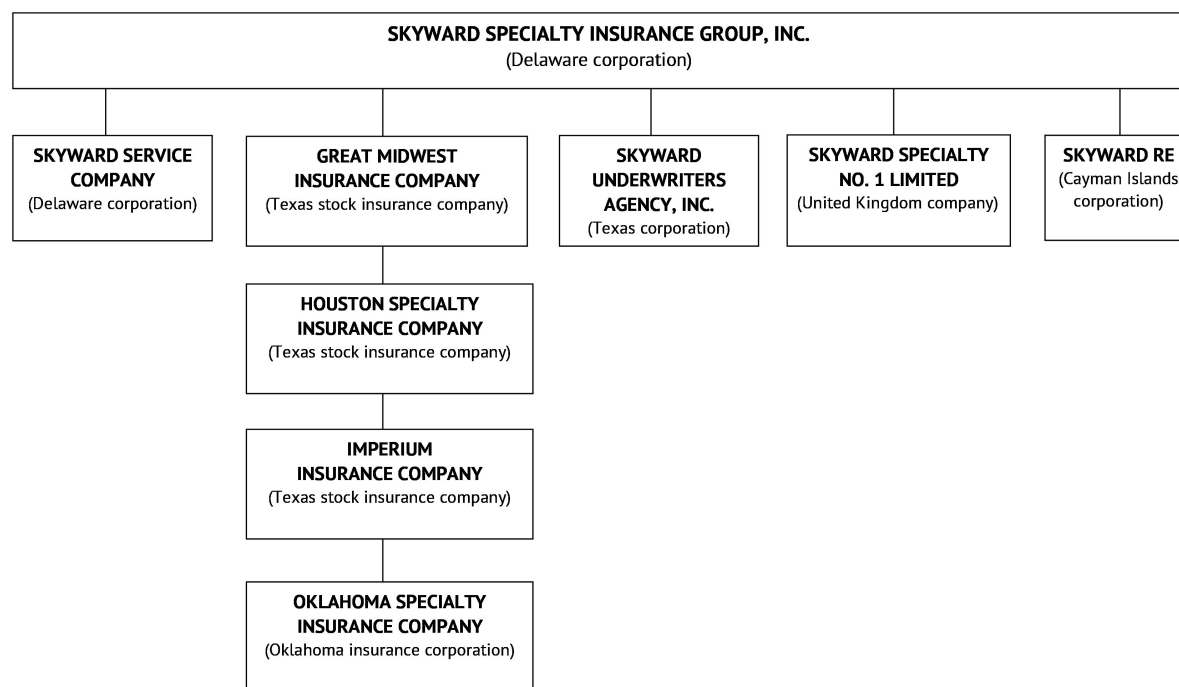 SKYWARD SPECIALTY INSURANCE GROUP, INC.
(Delaware corporation)
SKYWARD SERVICE
COMPANY
(Delaware corporation)
GREAT MIDWEST
INSURANCE COMPANY
(Texas stock insurance company)
SKYWARD
UNDERWRITERS
AGENCY, INC.
(Texas corporation)
SKYWARD SPECIALTY
NO. 1 LIMITED
(United Kingdom company)
SKYWARD RE
(Cayman Islands
corporation)
HOUSTON SPECIALTY
INSURANCE COMPANY
(Texas stock insurance company)
IMPERIUM
INSURANCE COMPANY
(Texas stock insurance company)
OKLAHOMA SPECIALTY
INSURANCE COMPANY
(Oklahoma insurance corporation)